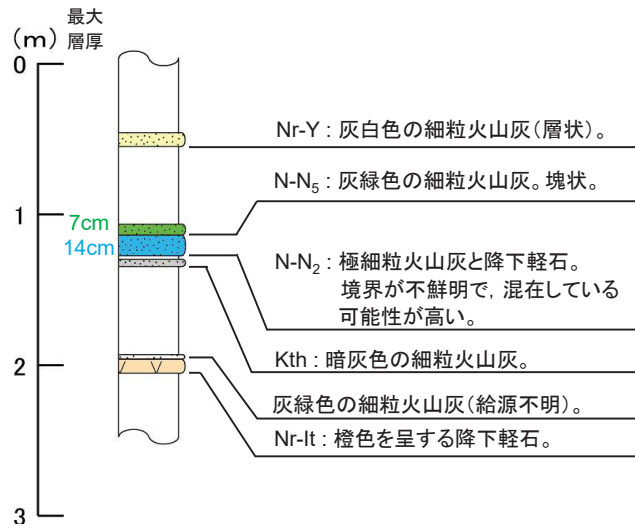 最大
層厚
(m)
0
Nr-Y : 灰白色の細粒火山灰(層状)。
N-N₅ : 灰緑色の細粒火山灰。塊状。
1
7cm
14cm
N-N₂ : 極細粒火山灰と降下軽石。
境界が不鮮明で, 混在している
可能性が高い。
Kth : 暗灰色の細粒火山灰。
2
灰緑色の細粒火山灰(給源不明)。
Nr-It : 橙色を呈する降下軽石。
3